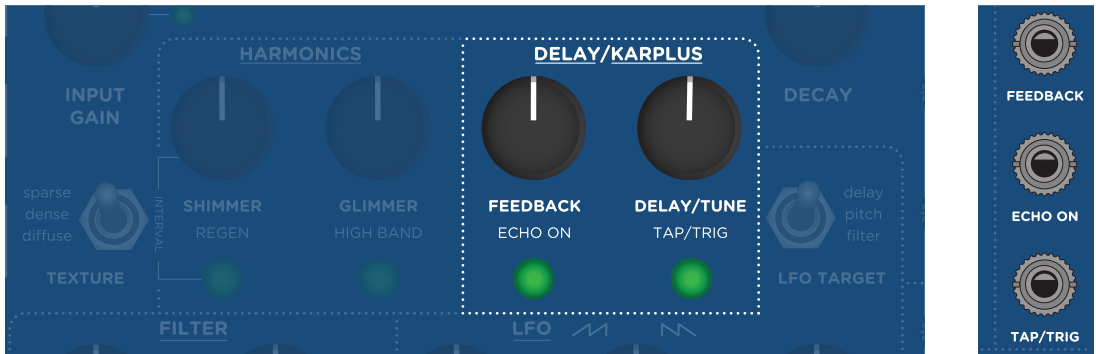 HARMONICS
DELAY/KARPLUS
INPUT
GAIN
DECAY
FEEDBACK
sparse
dense
diffuse
INTERVAL
SHIMMER
GLIMMER
FEEDBACK
DELAY/TUNE
delay
pitch
filter
REGEN
HIGH BAND
ECHO ON
TAP/TRIG
ECHO ON
TEXTURE
LFO TARGET
FILTER
LFO
TAP/TRIG